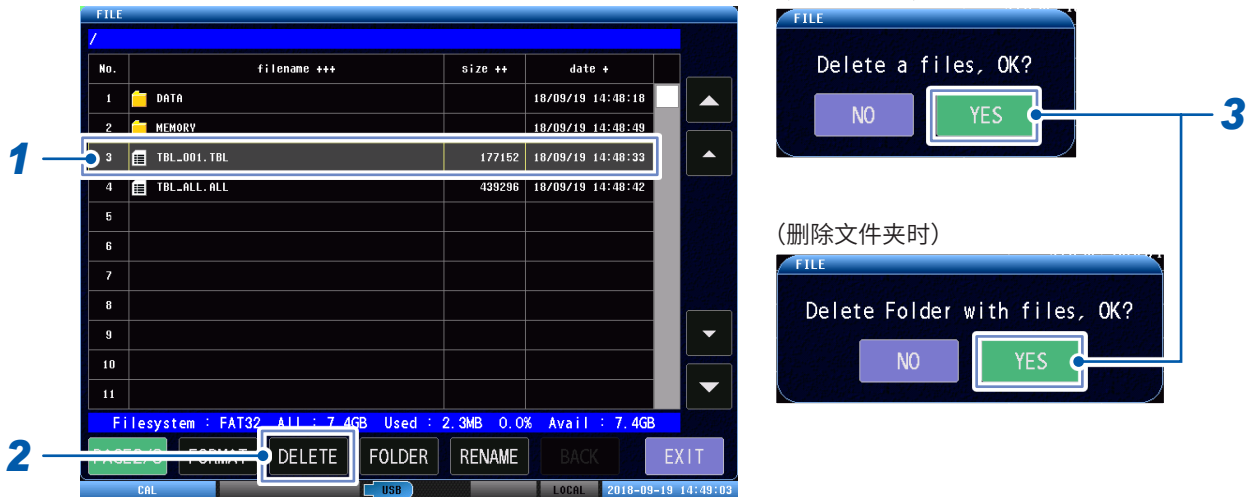 FILE
/
No. filename +++ size ++ date +
1 DATA 18/09/19 14:48:18
2 MEMORY 18/09/19 14:48:49
3 TBL_001.TBL 177152 18/09/19 14:48:33
4 TBL_ALL.ALL 439296 18/09/19 14:48:42
5
6
7
8
9
10
11
Filesystem : FAT32 All : 7.4GB Used : 2.3MB 0.0% Avail : 7.4GB
FORMAT DELETE FOLDER RENAME BACK EXIT
CAL USB LOCAL 2018-09-19 14:49:03
1
2
FILE
Delete a files, OK?
NO YES
3
(删除文件夹时)
FILE
Delete Folder with files, OK?
NO YES